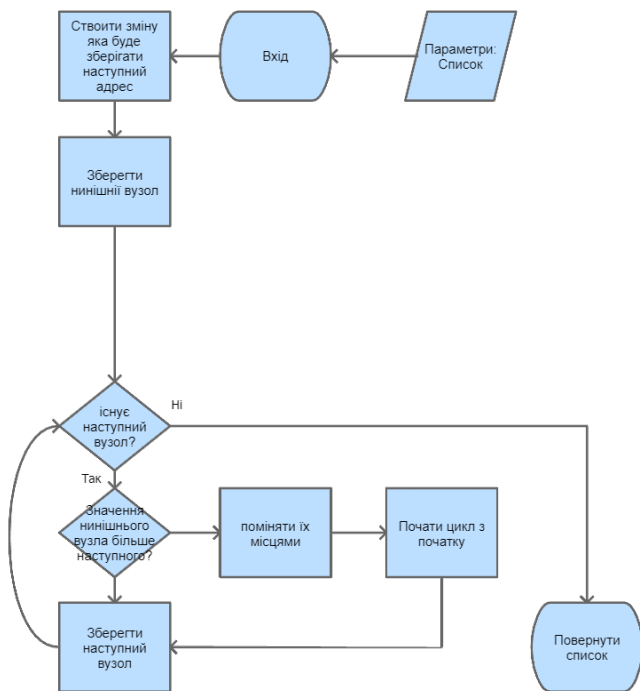 Ствоити зміну
яка буде
зберігати
наступний
адрес
Вхід
Параметри:
Список
Зберегти
нинішнії вузол
існує
наступний
вузол?
Ні
Так
Значення
нинішнього
вузла більше
наступного?
поміняти їх
місцями
Почати цикл з
початку
Зберегти
наступний
вузол
Повернути
список